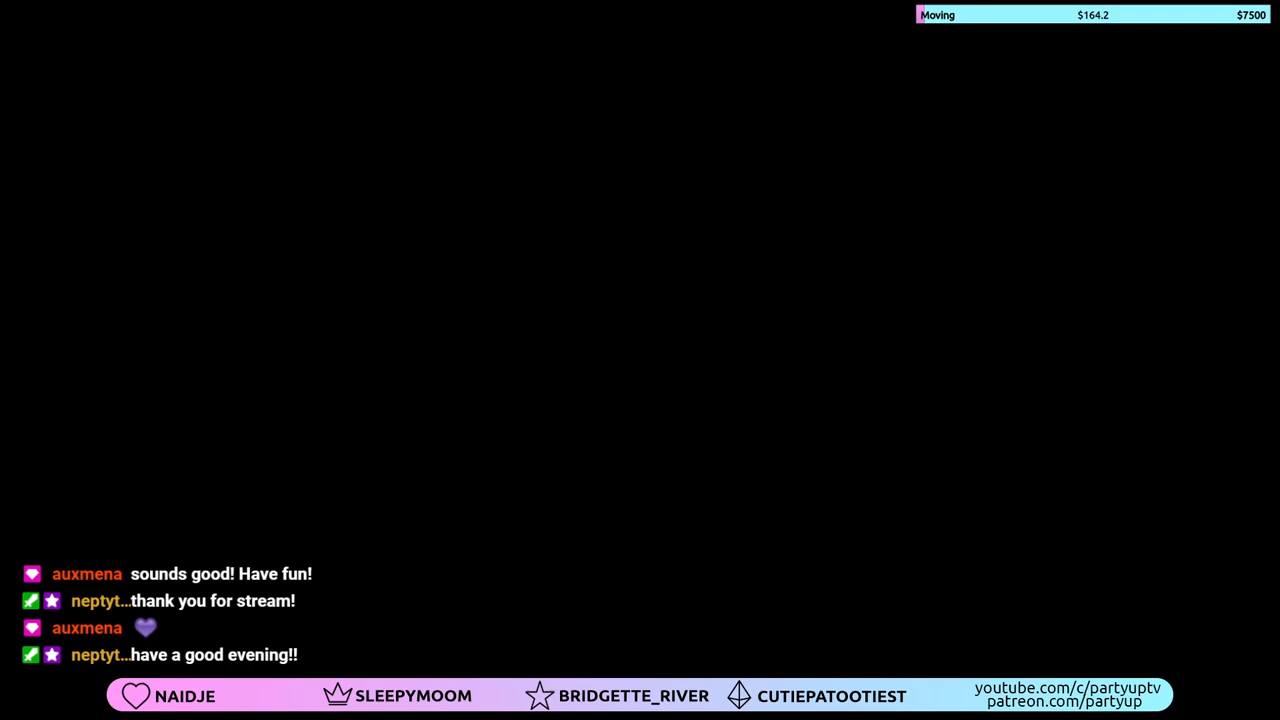 Moving $164.2 $7500
auxmena sounds good! Have fun!
neptyt...thank you for stream!
auxmena
neptyt...have a good evening!!
NAIDJE SLEEPYMOOM BRIDGETTE_RIVER CUTIEPATOOTIEST
youtube.com/c/partyuptv
patreon.com/partyup